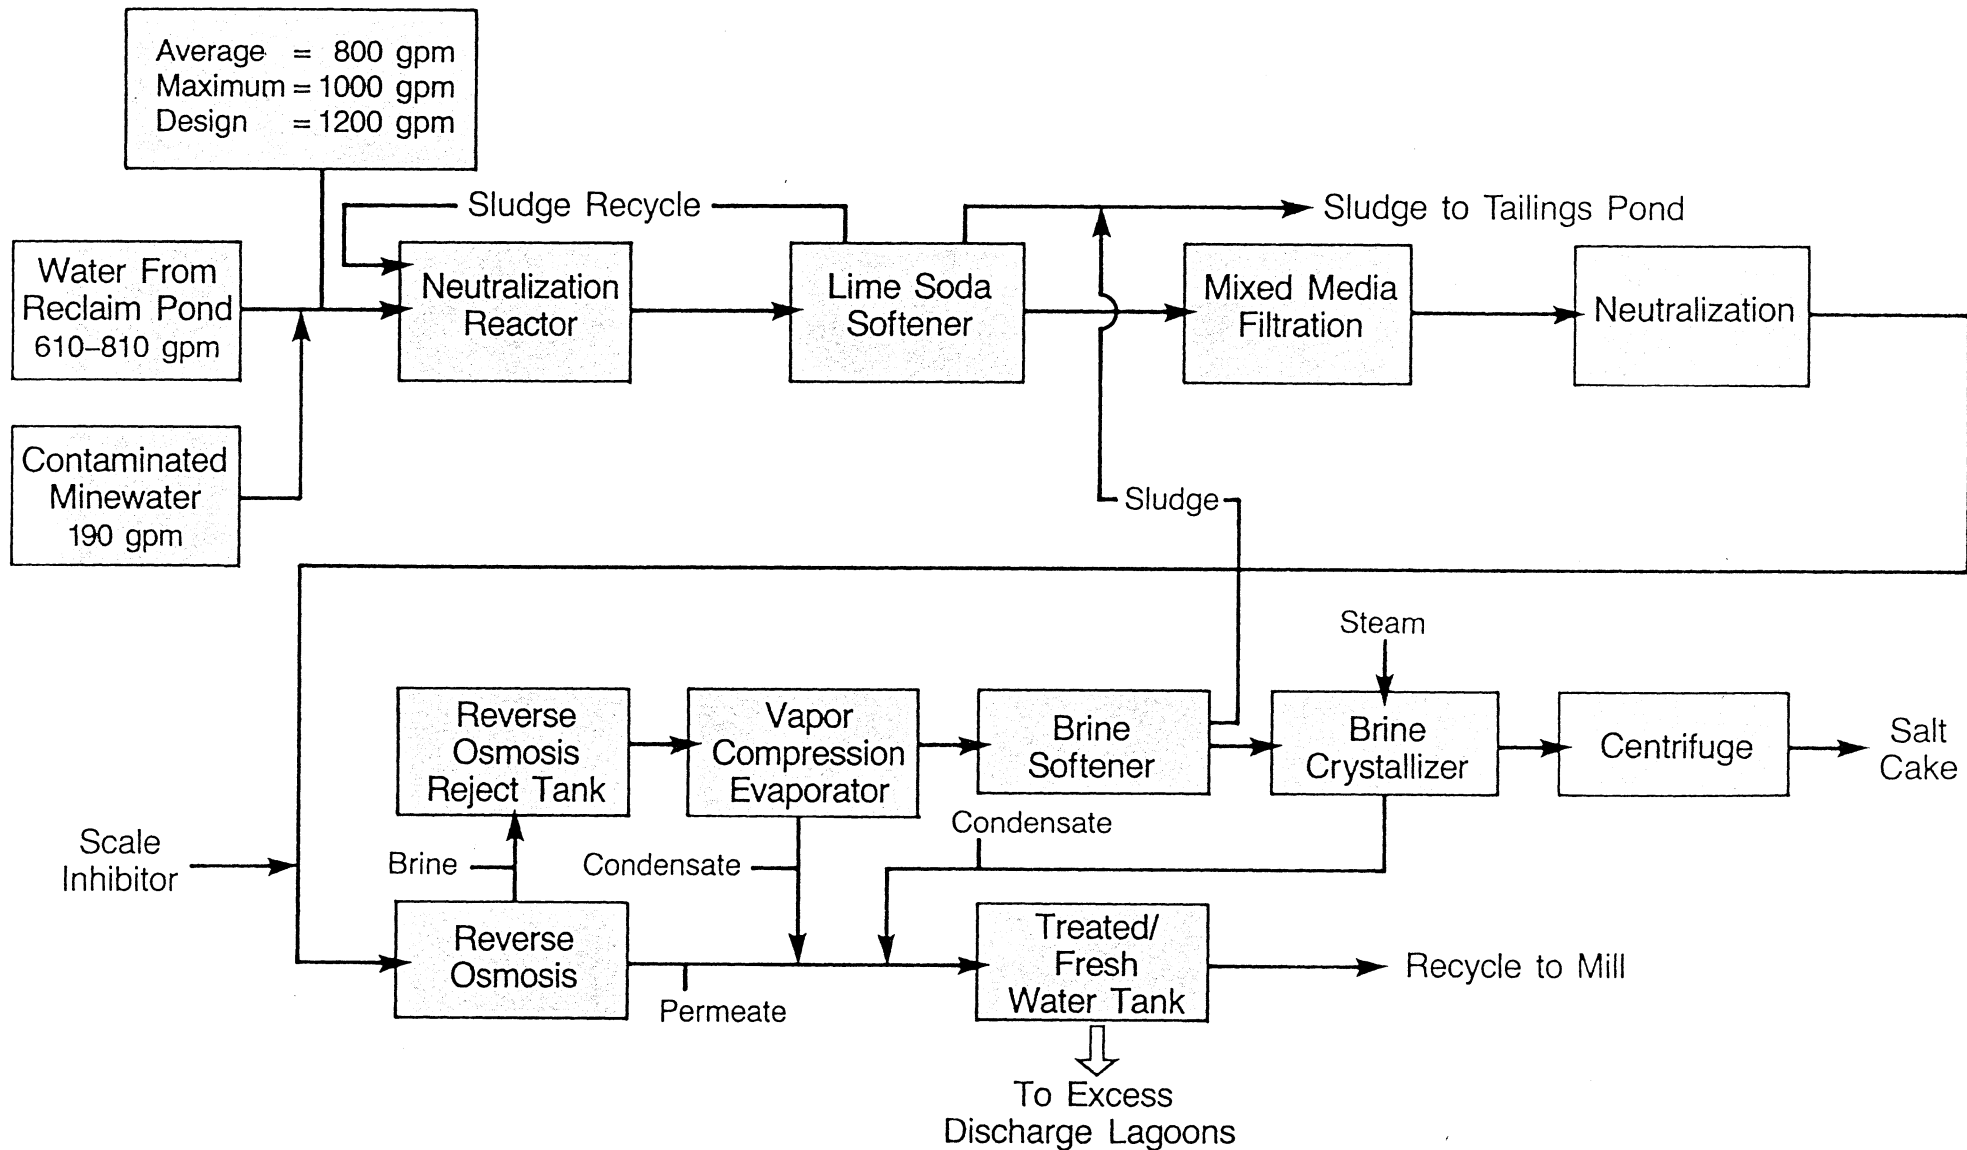 Average = 800 gpm
Maximum = 1000 gpm
Design = 1200 gpm
Sludge Recycle
Sludge to Tailings Pond
Water From
Reclaim Pond
610–810 gpm
Neutralization
Reactor
Lime Soda
Softener
Mixed Media
Filtration
Neutralization
Contaminated
Minewater
190 gpm
Sludge
Steam
Reverse
Osmosis
Reject Tank
Vapor
Compression
Evaporator
Brine
Softener
Brine
Crystallizer
Centrifuge
Salt
Cake
Scale
Inhibitor
Brine
Condensate
Condensate
Reverse
Osmosis
Permeate
Treated/
Fresh
Water Tank
Recycle to Mill
To Excess
Discharge Lagoons